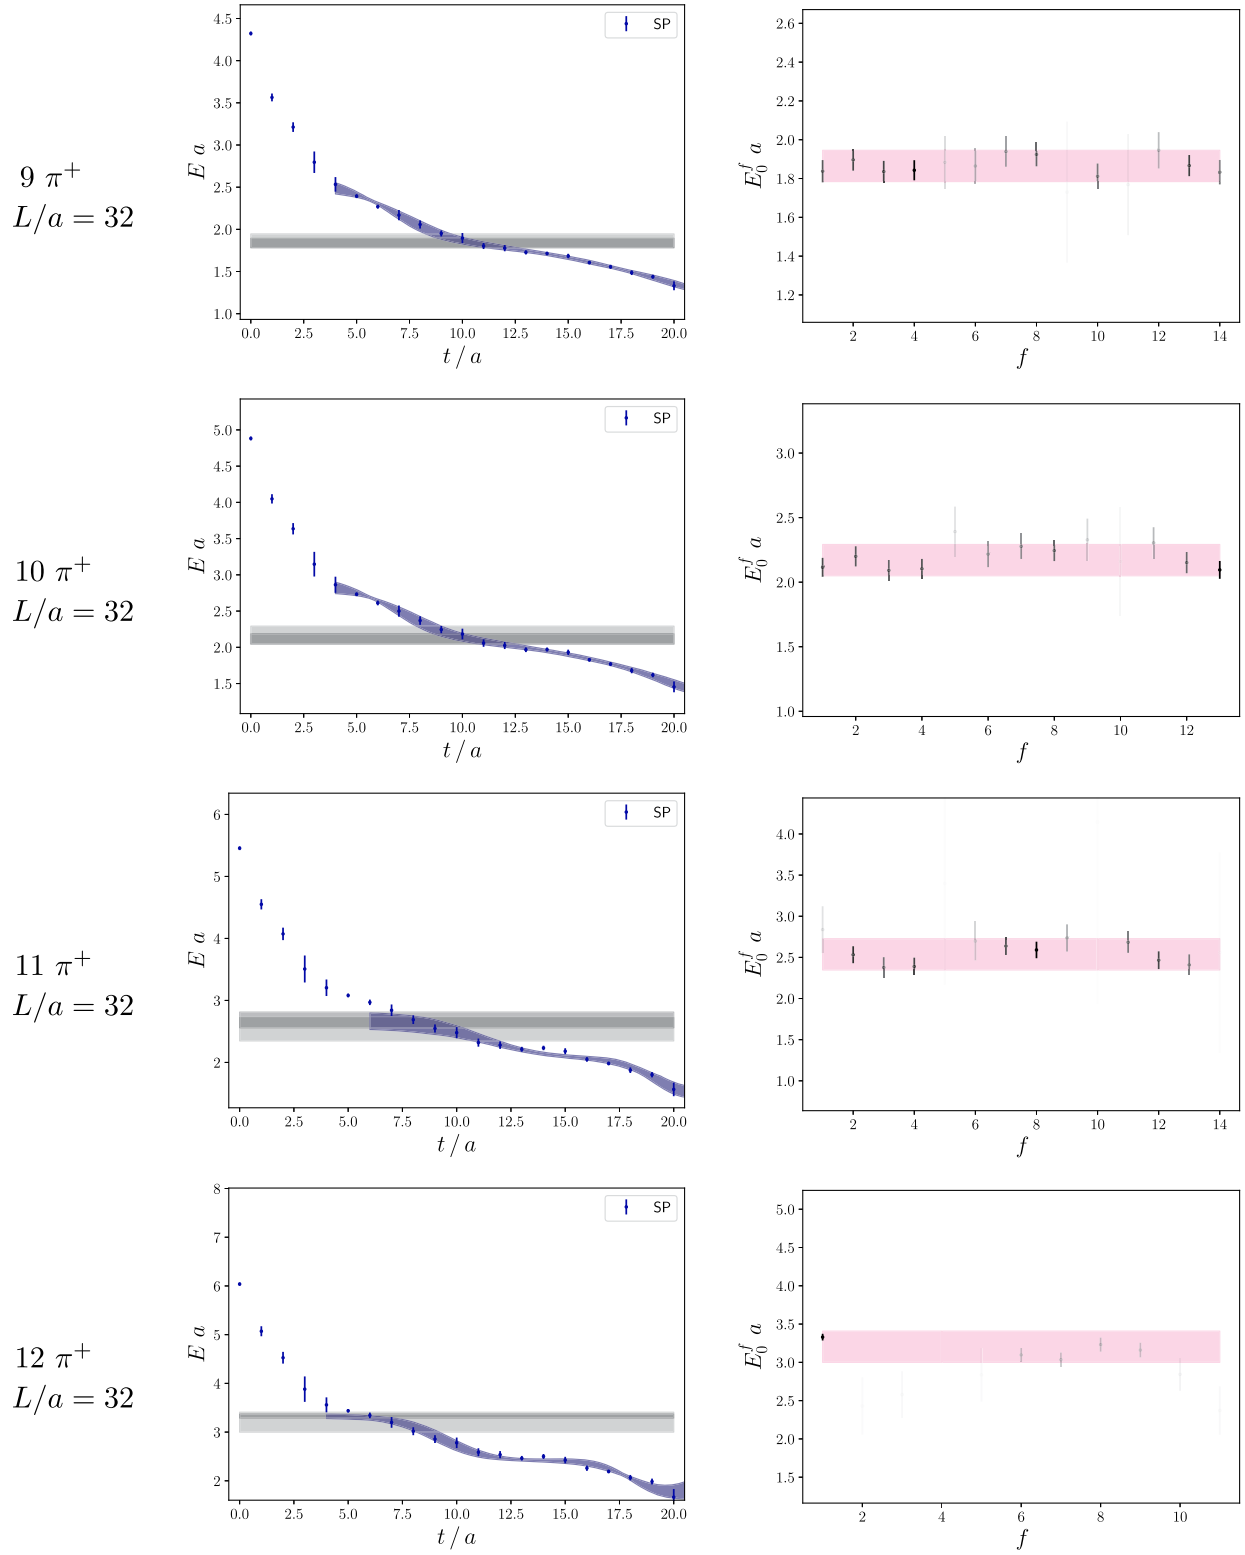 9 π⁺
L/a = 32
4.5
4.0
3.5
3.0
2.5
2.0
1.5
1.0
E a
0.0 2.5 5.0 7.5 10.0 12.5 15.0 17.5 20.0
t / a
SP
2.6
2.4
2.2
2.0
1.8
1.6
1.4
1.2
E₀ᶠ a
2 4 6 8 10 12 14
f
10 π⁺
L/a = 32
5.0
4.5
4.0
3.5
3.0
2.5
2.0
1.5
E a
0.0 2.5 5.0 7.5 10.0 12.5 15.0 17.5 20.0
t / a
SP
3.0
2.5
2.0
1.5
1.0
E₀ᶠ a
2 4 6 8 10 12
f
11 π⁺
L/a = 32
6
5
4
3
2
E a
0.0 2.5 5.0 7.5 10.0 12.5 15.0 17.5 20.0
t / a
SP
4.0
3.5
3.0
2.5
2.0
1.5
1.0
E₀ᶠ a
2 4 6 8 10 12 14
f
12 π⁺
L/a = 32
8
7
6
5
4
3
2
E a
0.0 2.5 5.0 7.5 10.0 12.5 15.0 17.5 20.0
t / a
SP
5.0
4.5
4.0
3.5
3.0
2.5
2.0
1.5
E₀ᶠ a
2 4 6 8 10
f